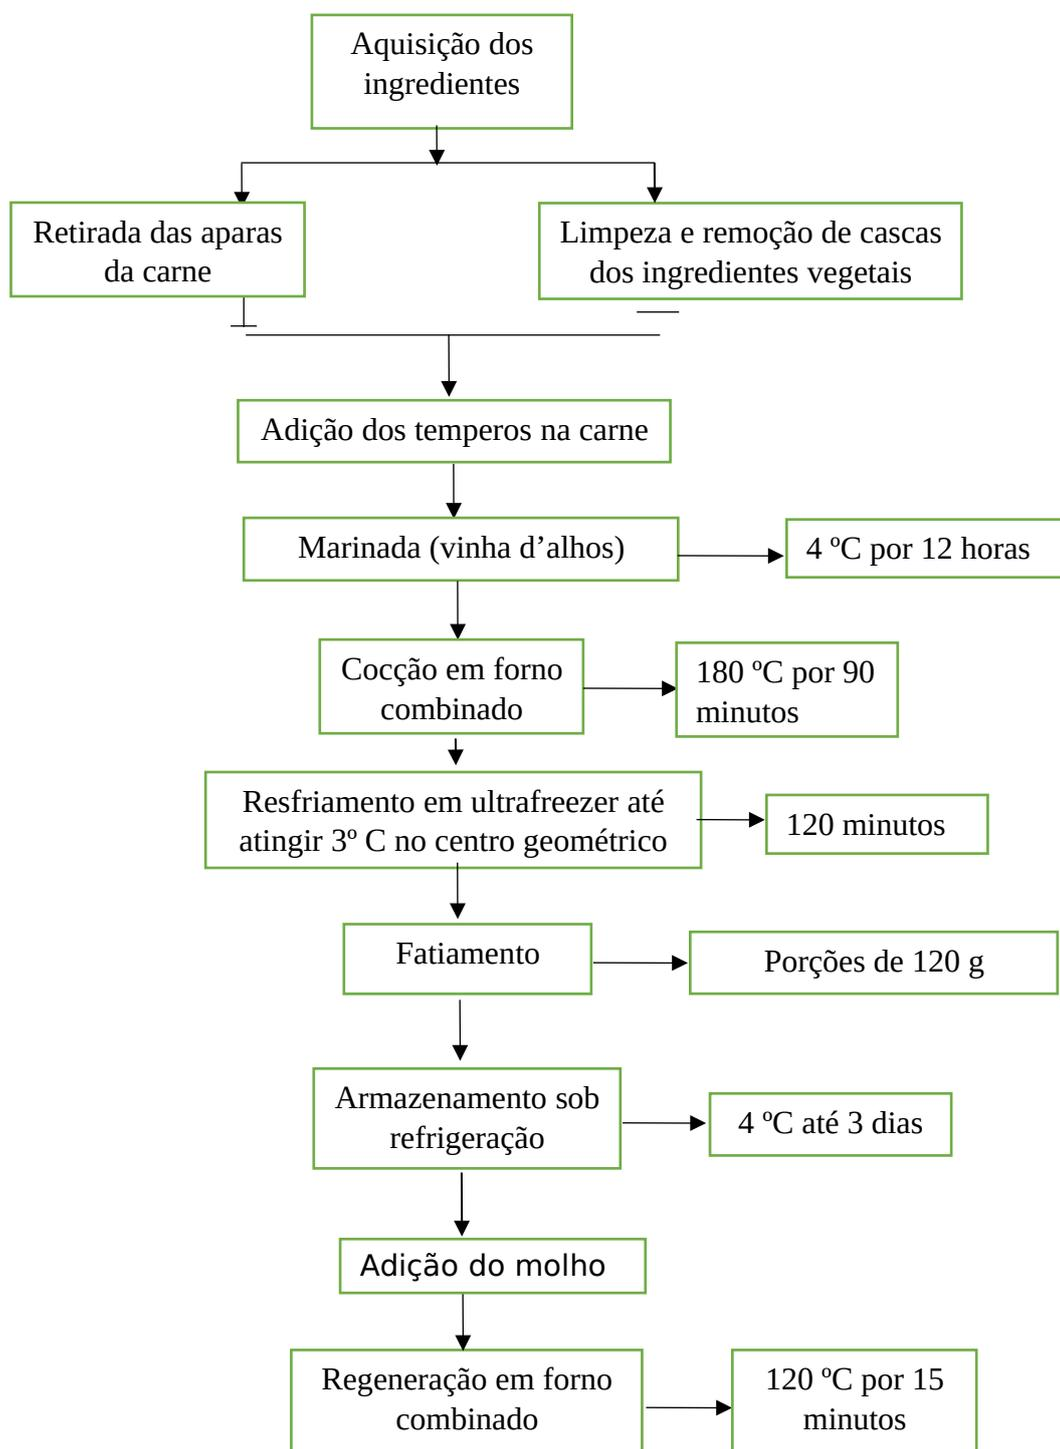 Aquisição dos
ingredientes
Retirada das aparas
da carne
Limpeza e remoção de cascas
dos ingredientes vegetais
Adição dos temperos na carne
Marinada (vinha d’alhos)
4 ºC por 12 horas
Cocção em forno
combinado
180 ºC por 90
minutos
Resfriamento em ultrafreezer até
atingir 3º C no centro geométrico
120 minutos
Fatiamento
Porções de 120 g
Armazenamento sob
refrigeração
4 ºC até 3 dias
Adição do molho
Regeneração em forno
combinado
120 ºC por 15
minutos